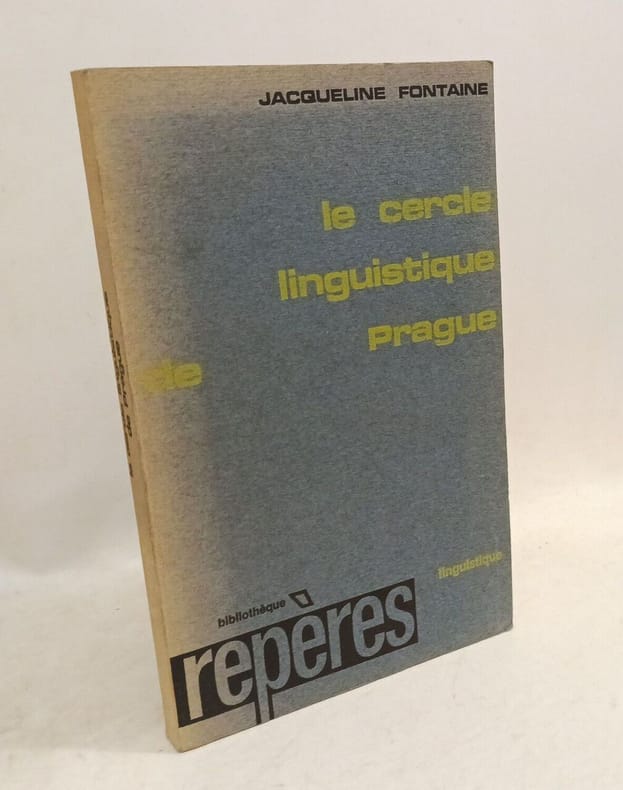 JACQUELINE FONTAINE
le cercle
linguistique
de Prague
linguistique
bibliothèque
repères